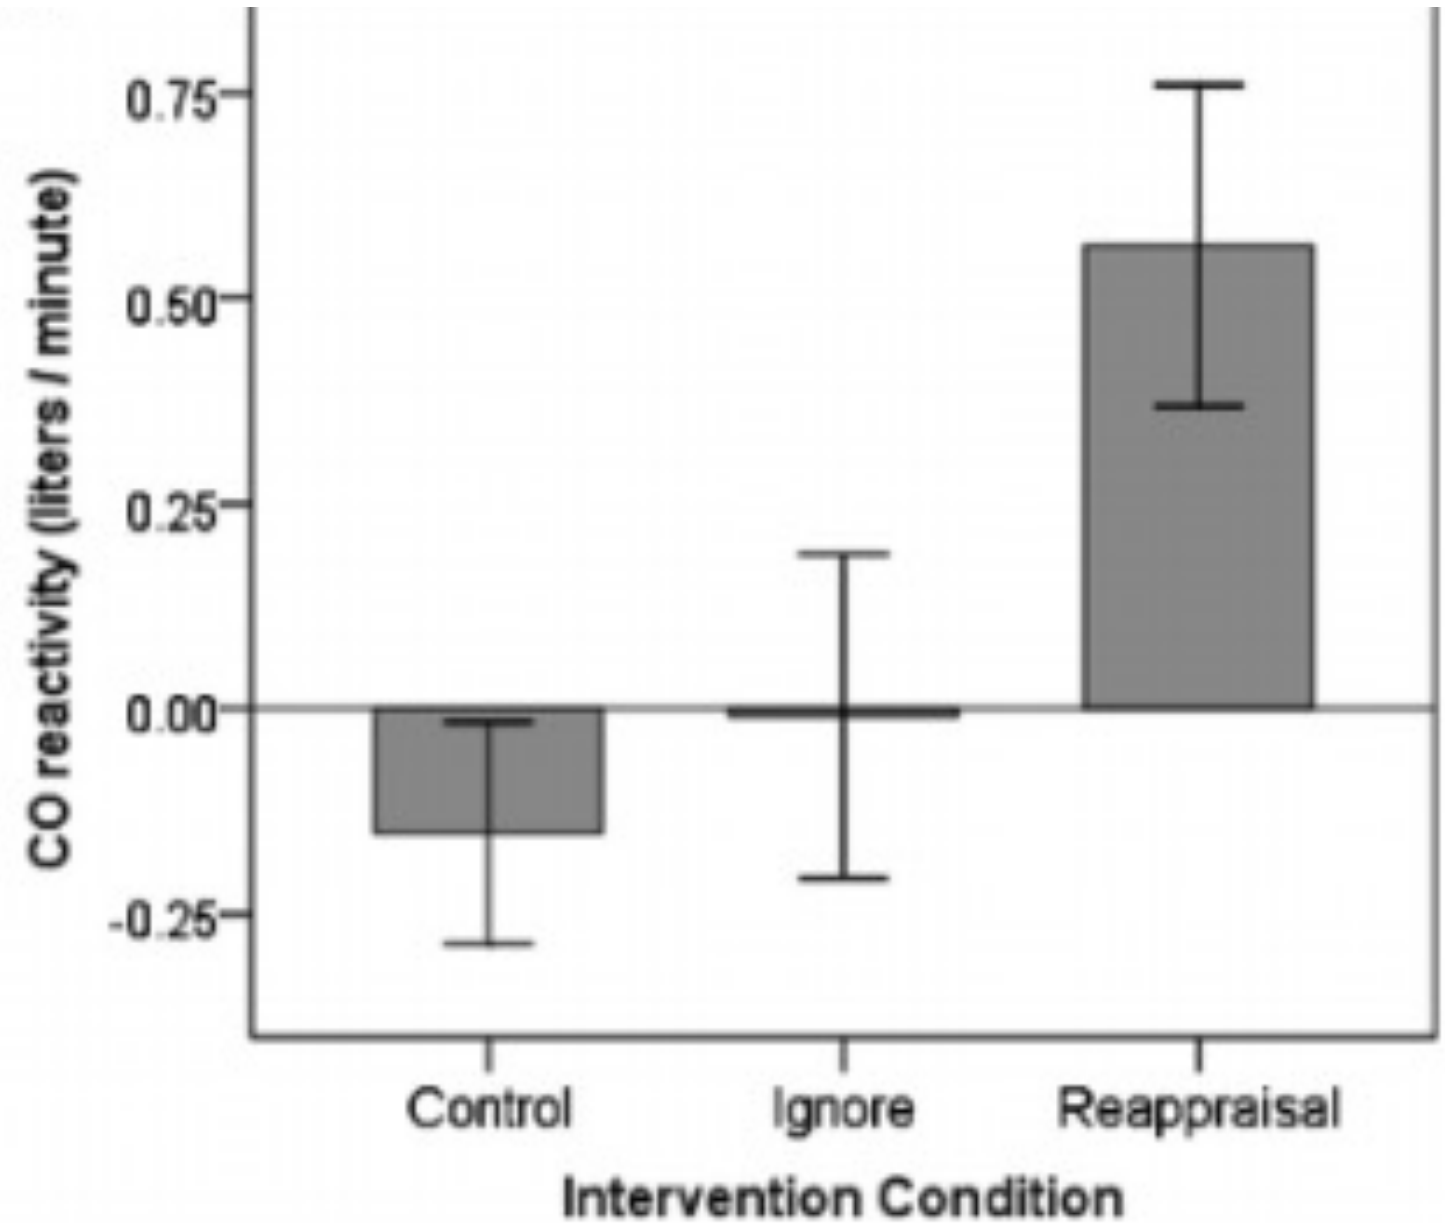 CO reactivity (liters / minute)
0.75
0.50
0.25
0.00
-0.25
Control Ignore Reappraisal
Intervention Condition